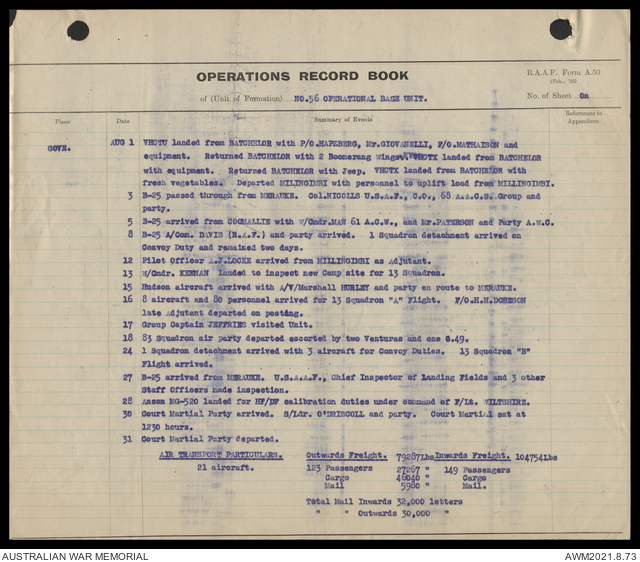 OPERATIONS RECORD BOOK
R.A.A.F. Form A.50
of (Unit of Formation) NO.56 OPERATIONAL BASE UNIT.
No. of Sheet One
Place Date Summary of Events References to Appendices
GOVE. AUG 1 VHOTU landed from BATCHELOR with P/O.HAPZBERG, Mr.GIOVANELLI, F/O.MATHAISON and
equipment. Returned BATCHELOR with 2 Boomerang Wings. VHOTX landed from BATCHELOR
with equipment. Returned BATCHELOR with Jeep. VHOTX landed from BATCHELOR with
fresh vegetables. Departed MILINGIMBI with personnel to uplift load from MILLINGIMBI.
3 B-25 passed through from MERAUKE. Col.NICOLLS U.S.A.F., C.O., 68 A.A.C.S. Group and
party.
5 B-25 arrived from COOMALLIE with W/Cmdr.MAW 61 A.C.W., and Mr.PATERSON and Party A.W.C.
8 B-25 A/Com. DAVIS (R.A.F.) and party arrived. 1 Squadron detachment arrived on
Convoy Duty and remained two days.
12 Pilot Officer A.J.LOCKE arrived from MILLINGIMBI as Adjutant.
13 W/Cmdr. KEENAN landed to inspect new Camp site for 13 Squadron.
15 Hudson aircraft arrived with A/V/Marshall HURLEY and party en route to MERAUKE.
16 8 aircraft and 80 personnel arrived for 13 Squadron "A" Flight. F/O.H.H.DOBESON
late Adjutant departed on posting.
17 Group Captain JEFFRIES visited Unit.
18 83 Squadron air party departed escorted by two Venturas and one C.49.
24 1 Squadron detachment arrived with 3 aircraft for Convoy Duties. 13 Squadron "B"
Flight arrived.
27 B-25 arrived from MERAUKE. U.S.A.A.F., Chief Inspector of Landing Fields and 3 other
Staff Officers made inspection.
28 Anson MG-520 landed for HF/DF calibration duties under command of F/Lt. WILTSHIRE.
30 Court Martial Party arrived. S/Ldr. O'DRISCOLL and party. Court Martial sat at
1230 hours.
31 Court Martial Party departed.
AIR TRANSPORT PARTICULARS. Outwards Freight. 79287Lbs Inwards Freight. 104754Lbs
21 aircraft. 123 Passengers 27267 " 149 Passengers
Cargo 46040 " Cargo
Mail 5980 " Mail.
Total Mail Inwards 32,000 letters
" " Outwards 30,000 "
AUSTRALIAN WAR MEMORIAL AWM2021.8.73